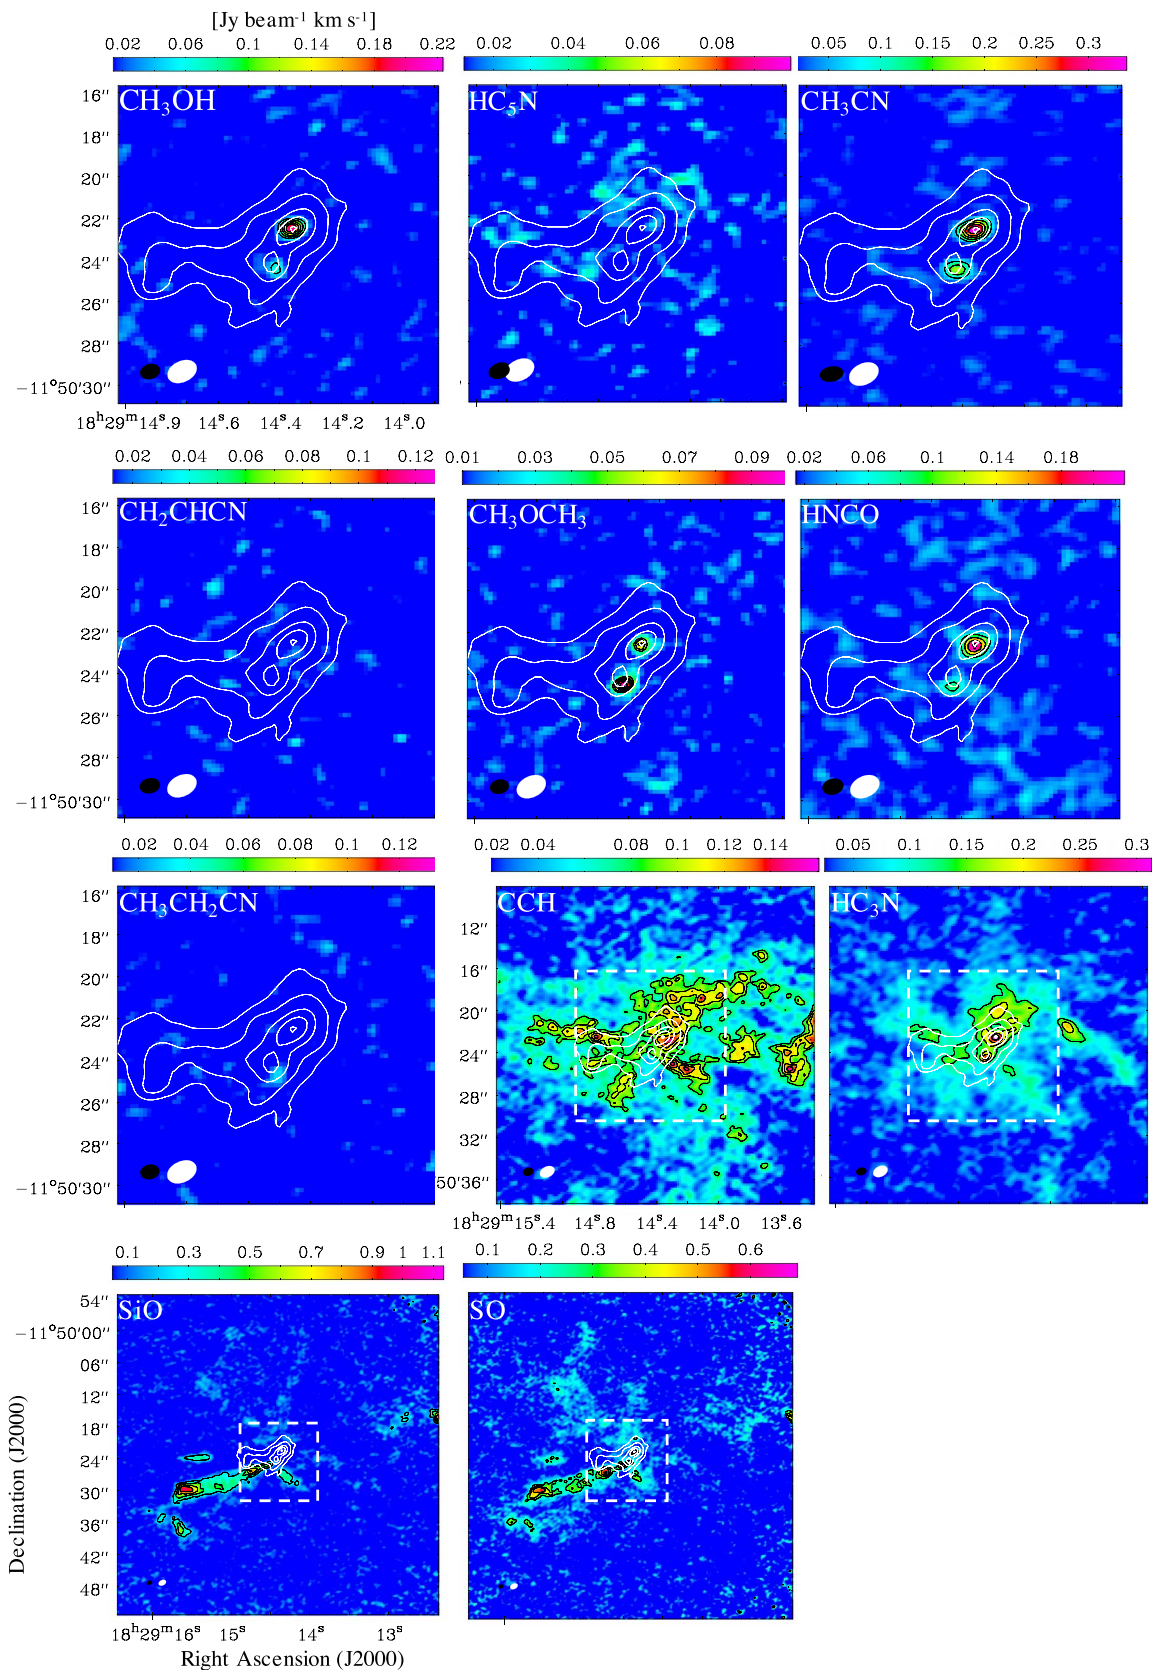 [Jy beam-1 km s-1]
0.02 0.06 0.1 0.14 0.18 0.22
0.02 0.04 0.06 0.08
0.05 0.1 0.15 0.2 0.25 0.3
CH3OH
HC5N
CH3CN
16″
18″
20″
22″
24″
26″
28″
−11°50′30″
18h29m14s.9 14s.6 14s.4 14s.2 14s.0
0.02 0.04 0.06 0.08 0.1 0.12
0.01 0.03 0.05 0.07 0.09
0.02 0.06 0.1 0.14 0.18
CH2CHCN
CH3OCH3
HNCO
16″
18″
20″
22″
24″
26″
28″
−11°50′30″
0.02 0.04 0.06 0.08 0.1 0.12
0.02 0.04 0.08 0.1 0.12 0.14
0.05 0.1 0.15 0.2 0.25 0.3
CH3CH2CN
CCH
HC3N
16″
18″
20″
22″
24″
26″
28″
−11°50′30″
12″
16″
20″
24″
28″
32″
50′36″
18h29m15s.4 14s.8 14s.4 14s.0 13s.6
0.1 0.3 0.5 0.7 0.9 1 1.1
0.1 0.2 0.3 0.4 0.5 0.6
SiO
SO
54″
−11°50′00″
06″
12″
18″
24″
30″
36″
42″
48″
18h29m16s 15s 14s 13s
Declination (J2000)
Right Ascension (J2000)